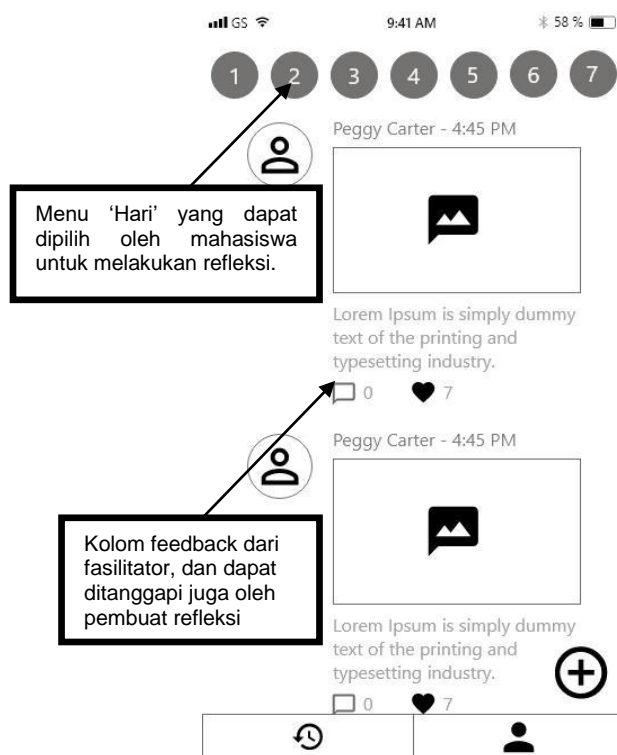 GS 9:41 AM 58 %
1 2 3 4 5 6 7
Peggy Carter - 4:45 PM
Menu ‘Hari’ yang dapat
dipilih oleh mahasiswa
untuk melakukan refleksi.
Lorem Ipsum is simply dummy
text of the printing and
typesetting industry.
0 7
Peggy Carter - 4:45 PM
Kolom feedback dari
fasilitator, dan dapat
ditanggapi juga oleh
pembuat refleksi
Lorem Ipsum is simply dummy
text of the printing and
typesetting industry.
0 7